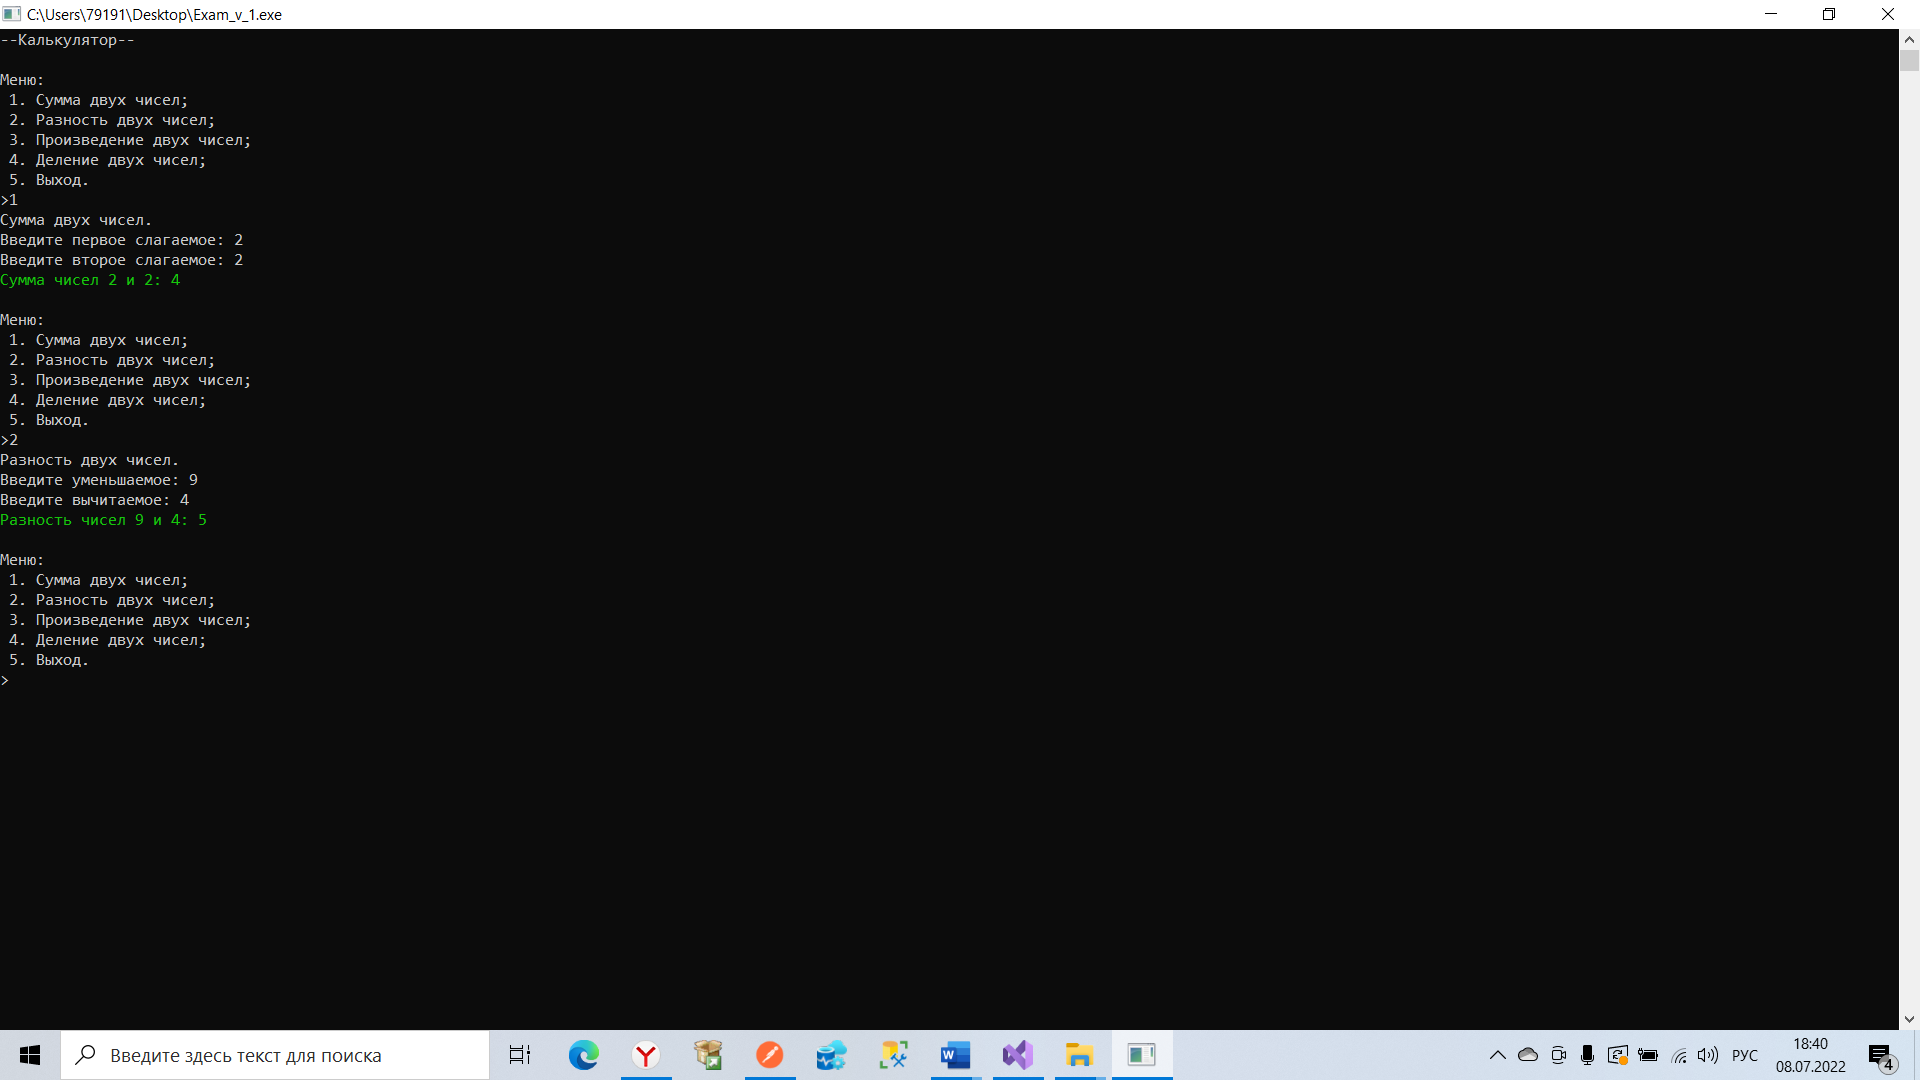 C:\Users\79191\Desktop\Exam_v_1.exe
--Калькулятор--
Меню:
1. Сумма двух чисел;
2. Разность двух чисел;
3. Произведение двух чисел;
4. Деление двух чисел;
5. Выход.
>1
Сумма двух чисел.
Введите первое слагаемое: 2
Введите второе слагаемое: 2
Сумма чисел 2 и 2: 4
Меню:
1. Сумма двух чисел;
2. Разность двух чисел;
3. Произведение двух чисел;
4. Деление двух чисел;
5. Выход.
>2
Разность двух чисел.
Введите уменьшаемое: 9
Введите вычитаемое: 4
Разность чисел 9 и 4: 5
Меню:
1. Сумма двух чисел;
2. Разность двух чисел;
3. Произведение двух чисел;
4. Деление двух чисел;
5. Выход.
>
Введите здесь текст для поиска
РУС
18:40
08.07.2022
4